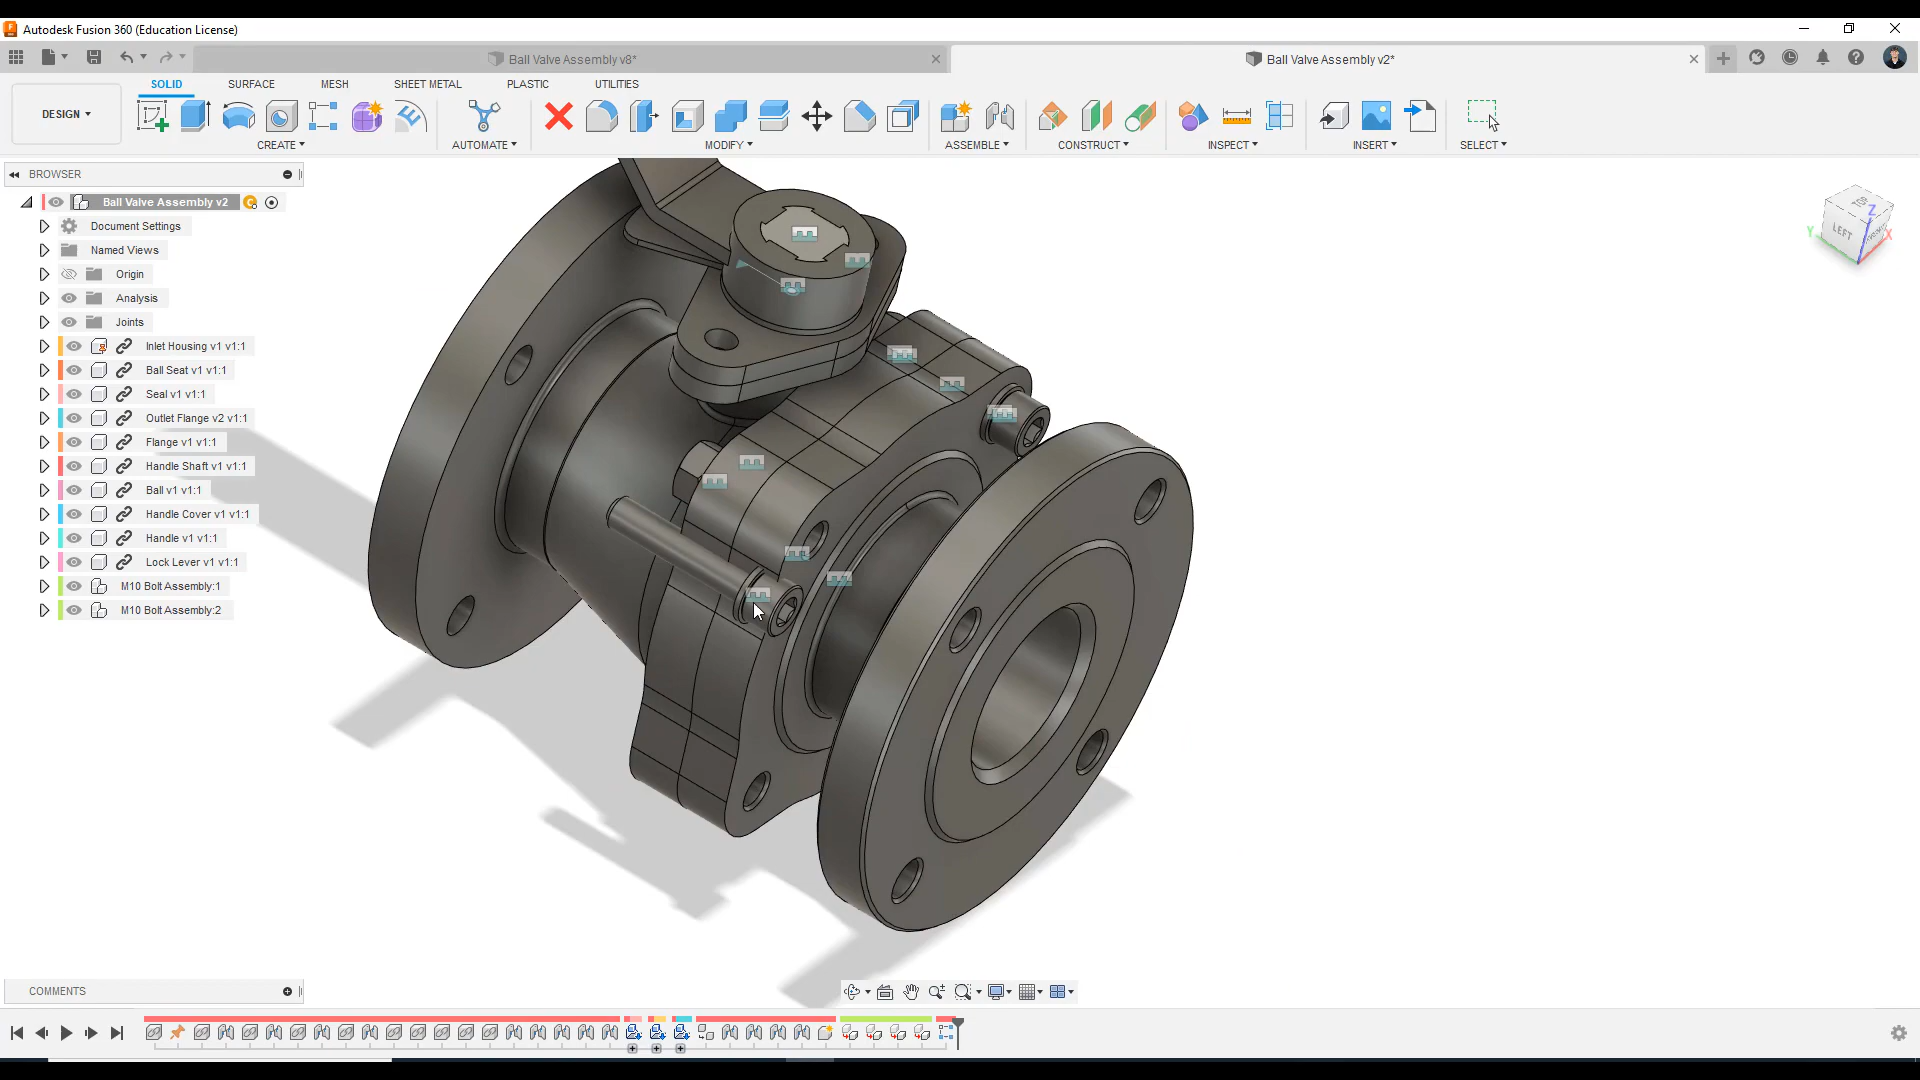 Autodesk Fusion 360 (Education License)
Ball Valve Assembly v8*
Ball Valve Assembly v2*
DESIGN
SOLID
SURFACE
MESH
SHEET METAL
PLASTIC
UTILITIES
CREATE
AUTOMATE
MODIFY
ASSEMBLE
CONSTRUCT
INSPECT
INSERT
SELECT
BROWSER
Ball Valve Assembly v2
Document Settings
Named Views
Origin
Analysis
Joints
Inlet Housing v1 v1:1
Ball Seat v1 v1:1
Seal v1 v1:1
Outlet Flange v2 v1:1
Flange v1 v1:1
Handle Shaft v1 v1:1
Ball v1 v1:1
Handle Cover v1 v1:1
Handle v1 v1:1
Lock Lever v1 v1:1
M10 Bolt Assembly:1
M10 Bolt Assembly:2
TOP
Z
LEFT
Y
X
COMMENTS